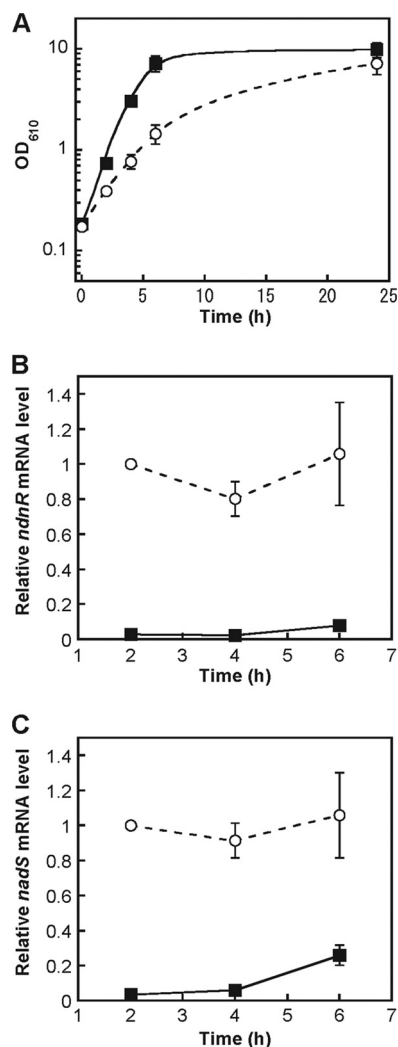 A
OD610
10
1
0.1
0 5 10 15 20 25
Time (h)
B
Relative ndnR mRNA level
1.4
1.2
1
0.8
0.6
0.4
0.2
0
1 2 3 4 5 6 7
Time (h)
C
Relative nadS mRNA level
1.4
1.2
1
0.8
0.6
0.4
0.2
0
1 2 3 4 5 6 7
Time (h)